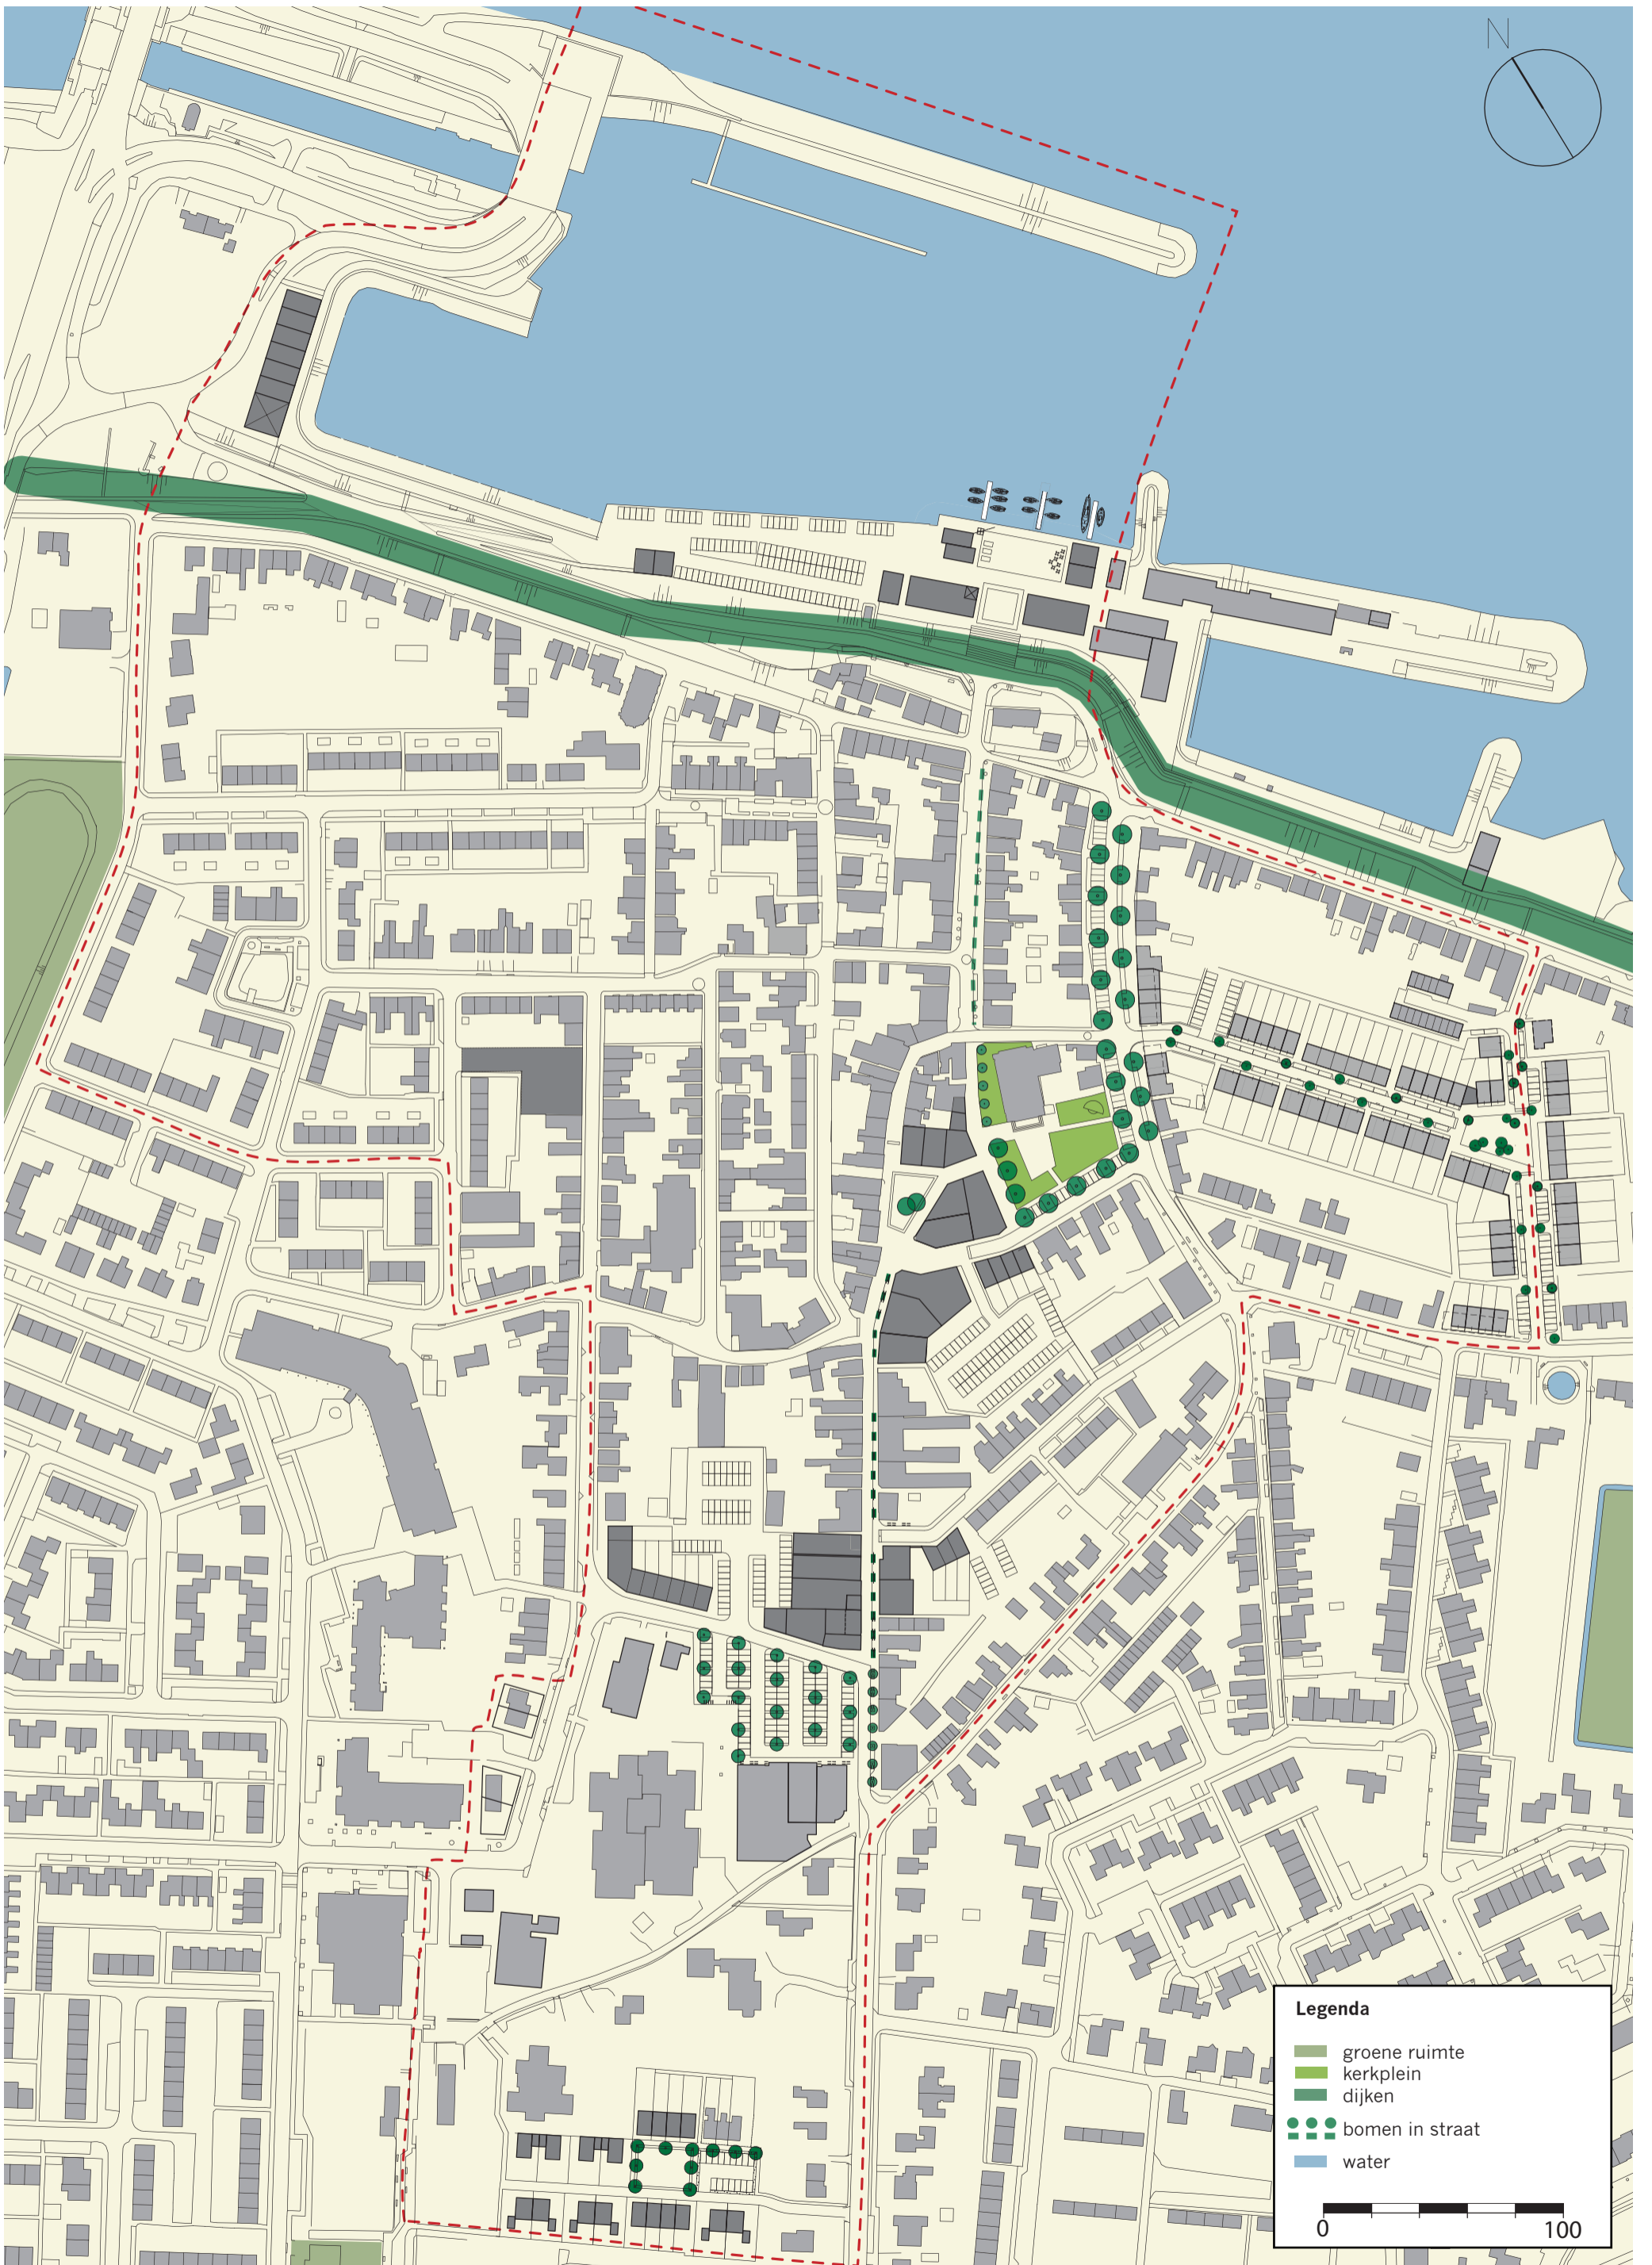 N
Legenda
groene ruimte
kerkplein
dijken
bomen in straat
water
0 100